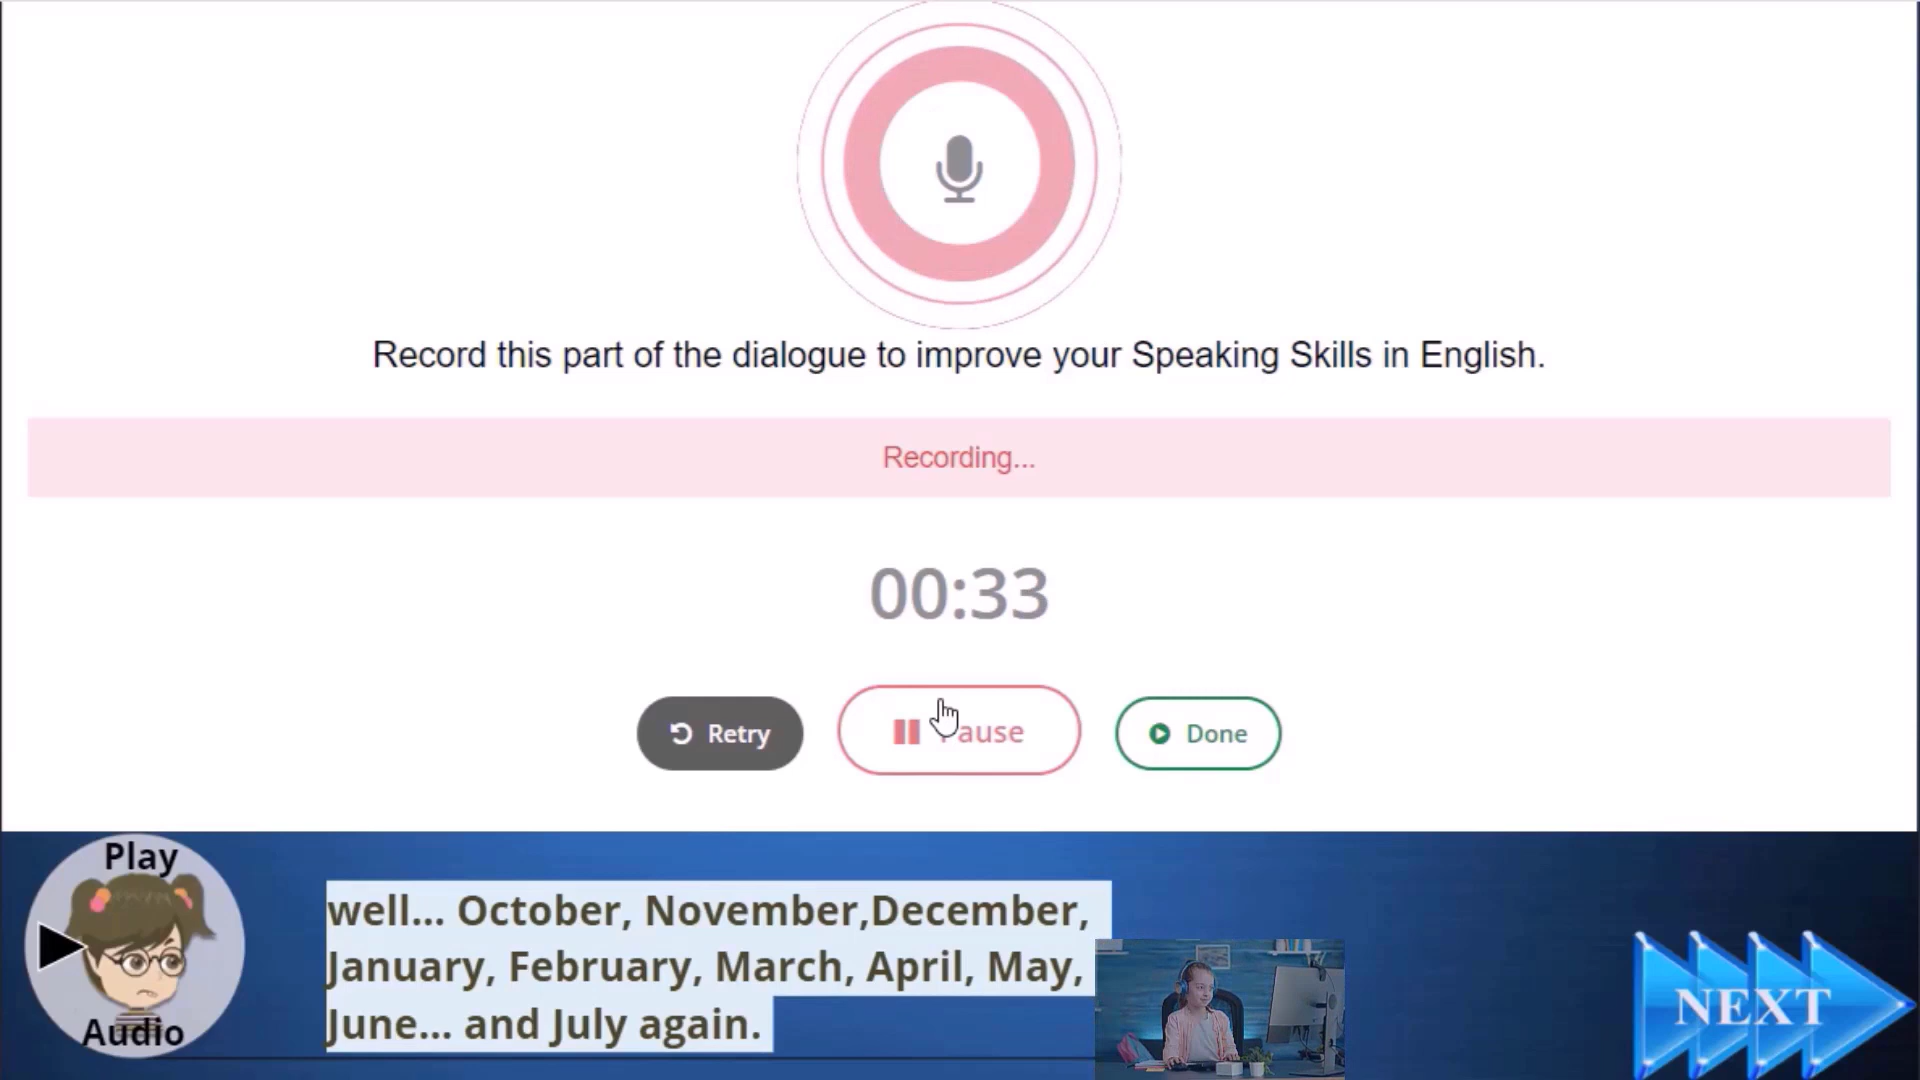 Record this part of the dialogue to improve your Speaking Skills in English.
Recording...
00:33
Retry
Pause
Done
Play
Audio
well... October, November,December,
January, February, March, April, May,
June... and July again.
NEXT